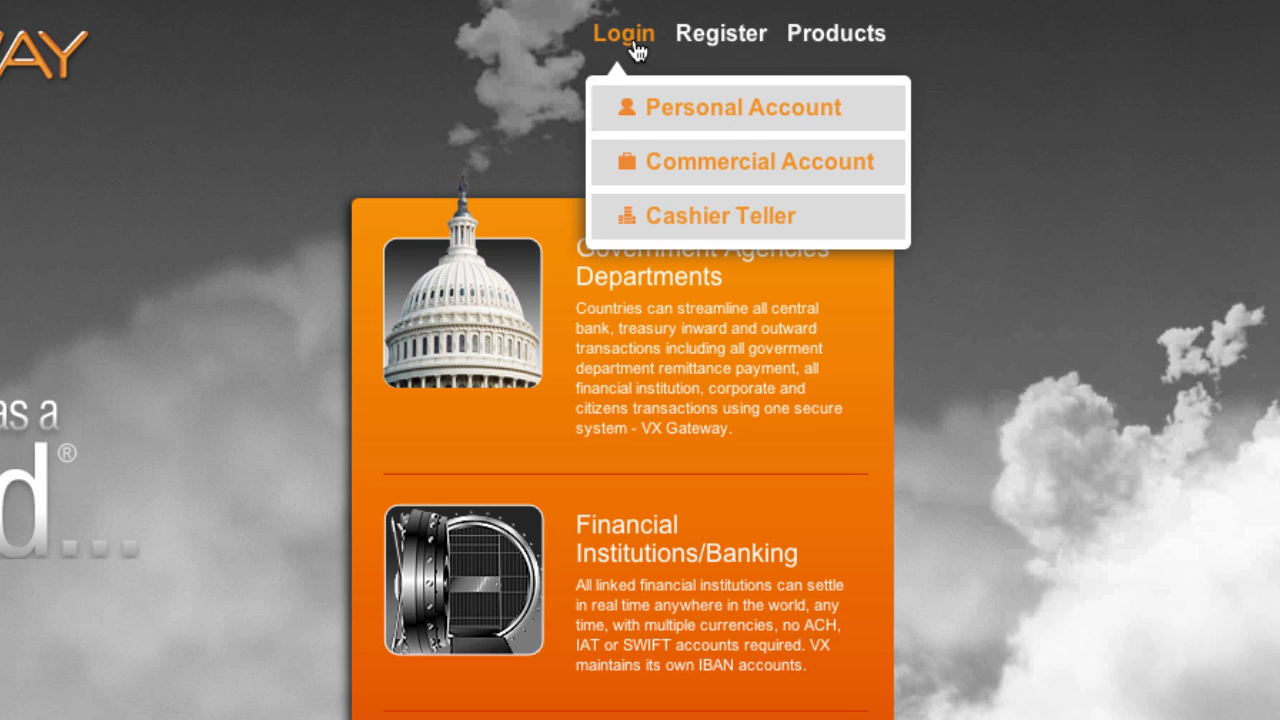 WAY
Login Register Products
Personal Account
Commercial Account
Cashier Teller
Government Agencies
Departments
Countries can streamline all central
bank, treasury inward and outward
transactions including all goverment
department remittance payment, all
financial institution, corporate and
citizens transactions using one secure
system - VX Gateway.
as a
d®...
Financial
Institutions/Banking
All linked financial institutions can settle
in real time anywhere in the world, any
time, with multiple currencies, no ACH,
IAT or SWIFT accounts required. VX
maintains its own IBAN accounts.